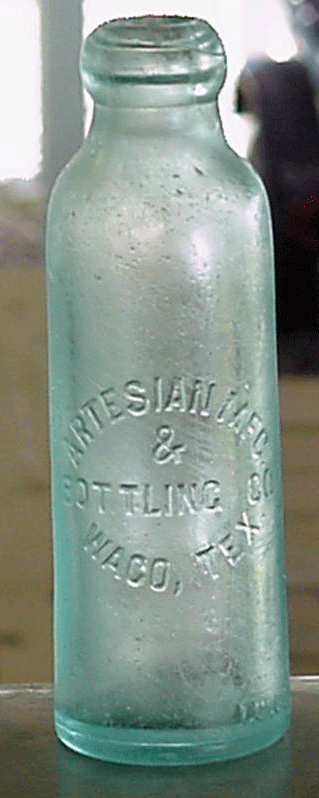 ARTESIAN MFG.
&
BOTTLING CO
WACO, TEX